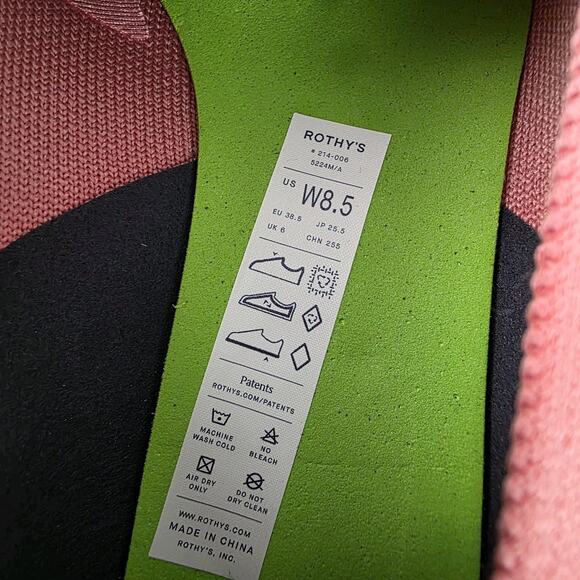 ROTHY'S
# 214-006
5224M/A
US W8.5
EU 38.5 JP 25.5
UK 6 CHN 255
Patents
ROTHYS.COM/PATENTS
MACHINE WASH COLD
NO BLEACH
AIR DRY ONLY
DO NOT DRY CLEAN
WWW.ROTHYS.COM
MADE IN CHINA
ROTHY'S, INC.